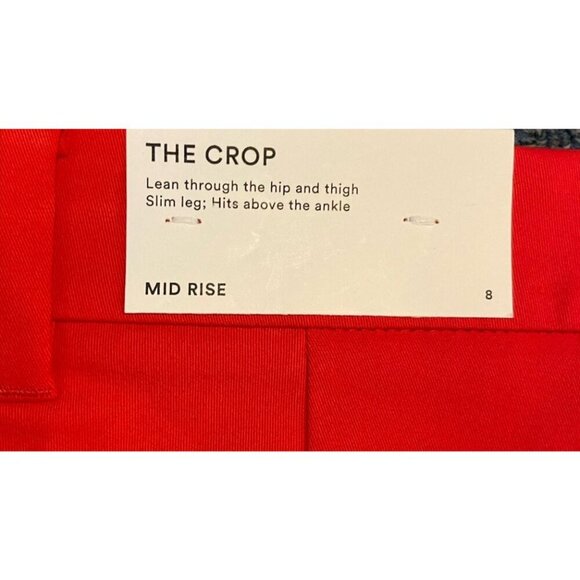 THE CROP
Lean through the hip and thigh
Slim leg; Hits above the ankle
MID RISE 8